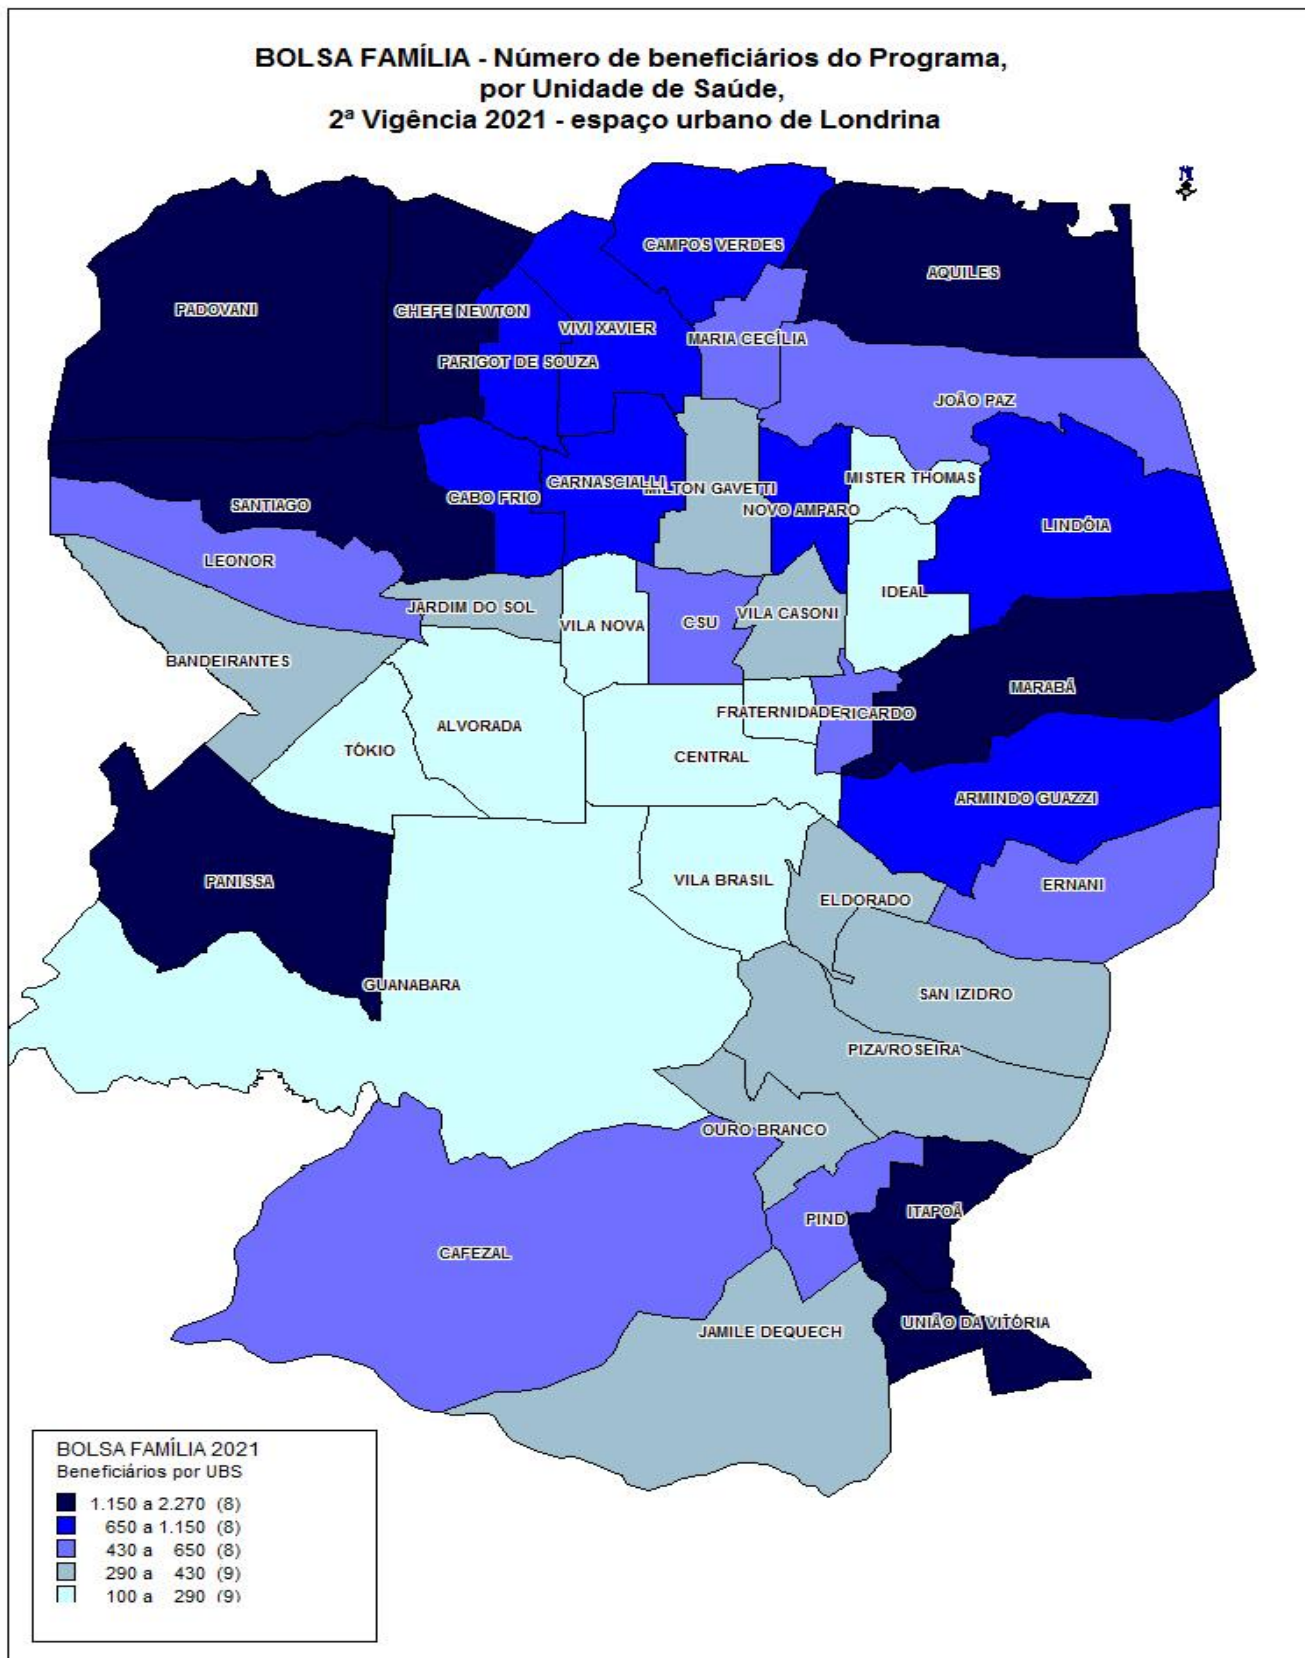 BOLSA FAMÍLIA - Número de beneficiários do Programa,
por Unidade de Saúde,
2ª Vigência 2021 - espaço urbano de Londrina
N
CAMPOS VERDES
AQUILES
PADOVANI
CHEFE NEWTON
VIVI XAVIER
MARIA CECÍLIA
PARIGOT DE SOUZA
JOÃO PAZ
MISTER THOMAS
CARNASCIALLI
MILTON GAVETTI
CABO FRIO
SANTIAGO
NOVO AMPARO
LINDÓIA
LEONOR
IDEAL
JARDIM DO SOL
VILA CASONI
VILA NOVA
CSU
BANDEIRANTES
MARABÁ
FRATERNIDADE
RICARDO
ALVORADA
TÓKIO
CENTRAL
ARMINDO GUAZZI
PANISSA
VILA BRASIL
ERNANI
ELDORADO
GUANABARA
SAN IZIDRO
PIZA/ROSEIRA
OURO BRANCO
ITAPOÃ
PIND
CAFEZAL
UNIÃO DA VITÓRIA
JAMILE DEQUECH
BOLSA FAMÍLIA 2021
Beneficiários por UBS
1.150 a 2.270 (8)
650 a 1.150 (8)
430 a 650 (8)
290 a 430 (9)
100 a 290 (9)